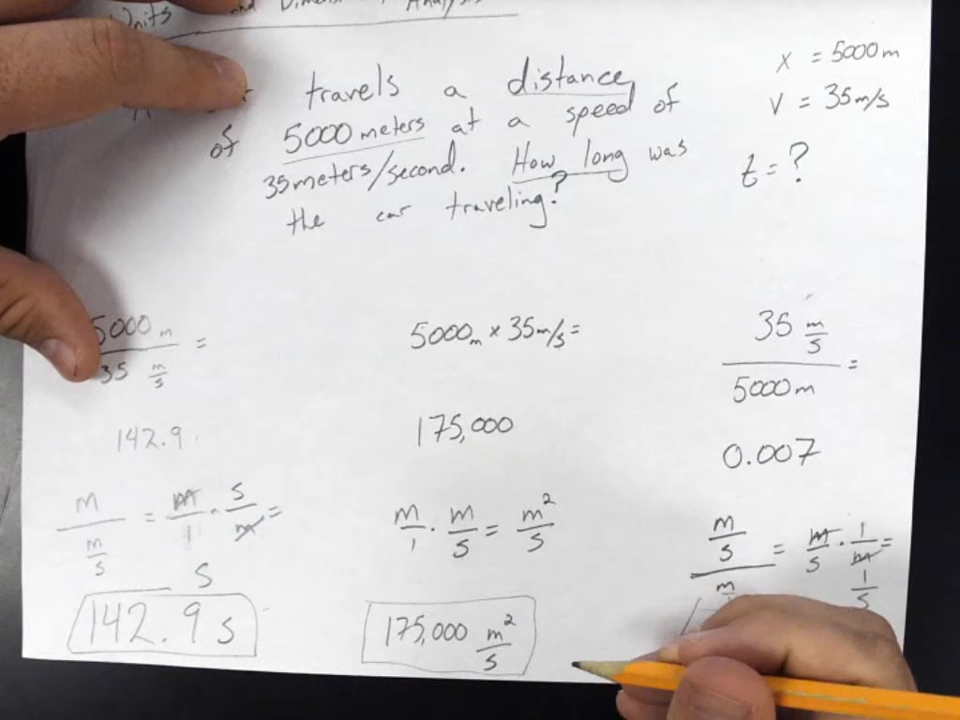 Units and
travels a distance
of 5000 meters at a speed of
35 meters/second. How long was
the car traveling?
x = 5000 m
v = 35 m/s
t = ?
5000 m / 35 m/s =
142.9
m / m/s = m/1 · s/m =
s
142.9 s
5000 m × 35 m/s =
175,000
m/1 · m/s = m²/s
175,000 m²/s
35 m/s / 5000 m =
0.007
m/s / m = m/s · 1/m =
1/s